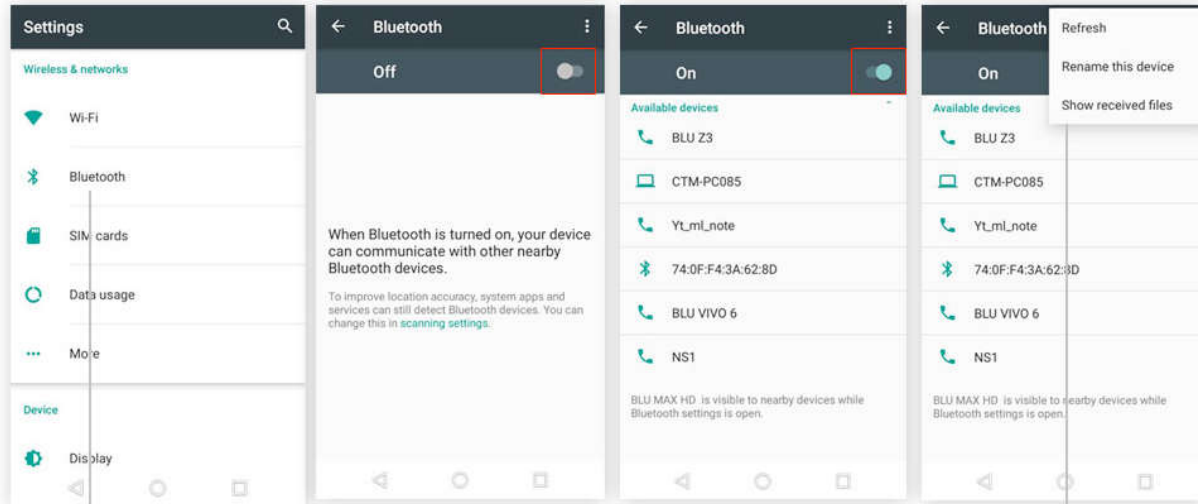 Settings
Wireless & networks
Wi-Fi
Bluetooth
SIM cards
Data usage
More
Device
Display
Bluetooth
Off
When Bluetooth is turned on, your device
can communicate with other nearby
Bluetooth devices.
To improve location accuracy, system apps and
services can still detect Bluetooth devices. You can
change this in scanning settings.
Bluetooth
On
Available devices
BLU Z3
CTM-PC085
Yt_ml_note
74:0F:F4:3A:62:8D
BLU VIVO 6
NS1
BLU MAX HD is visible to nearby devices while
Bluetooth settings is open.
Bluetooth
On
Refresh
Rename this device
Show received files
Available devices
BLU Z3
CTM-PC085
Yt_ml_note
74:0F:F4:3A:62:8D
BLU VIVO 6
NS1
BLU MAX HD is visible to nearby devices while
Bluetooth settings is open.